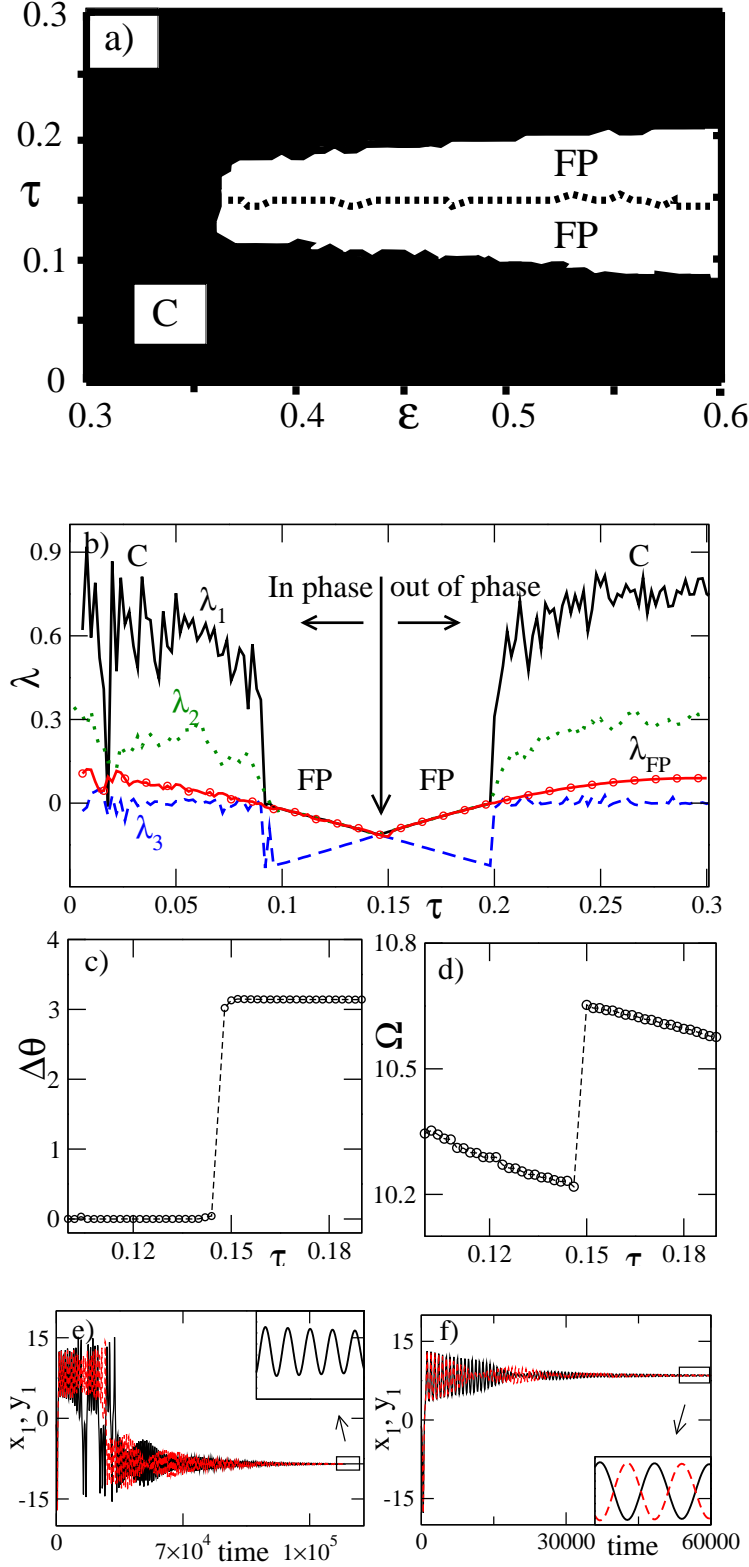 a)
0.3
0.2
τ
0.1
0
FP
FP
C
0.3 0.4 ε 0.5 0.6
b)
0.9
0.6
λ
0.3
0
C
λ₁
λ₂
λ₃
In phase out of phase
C
FP FP
λFP
0 0.05 0.1 0.15 τ 0.2 0.25 0.3
c)
4
3
Δθ
2
1
0
0.12 0.15 τ 0.18
d)
10.8
Ω
10.5
10.2
0.12 0.15 τ 0.18
e)
15
x₁, y₁
0
-15
0 7×10⁴ time 1×10⁵
f)
15
x₁, y₁
0
-15
0 30000 time 60000